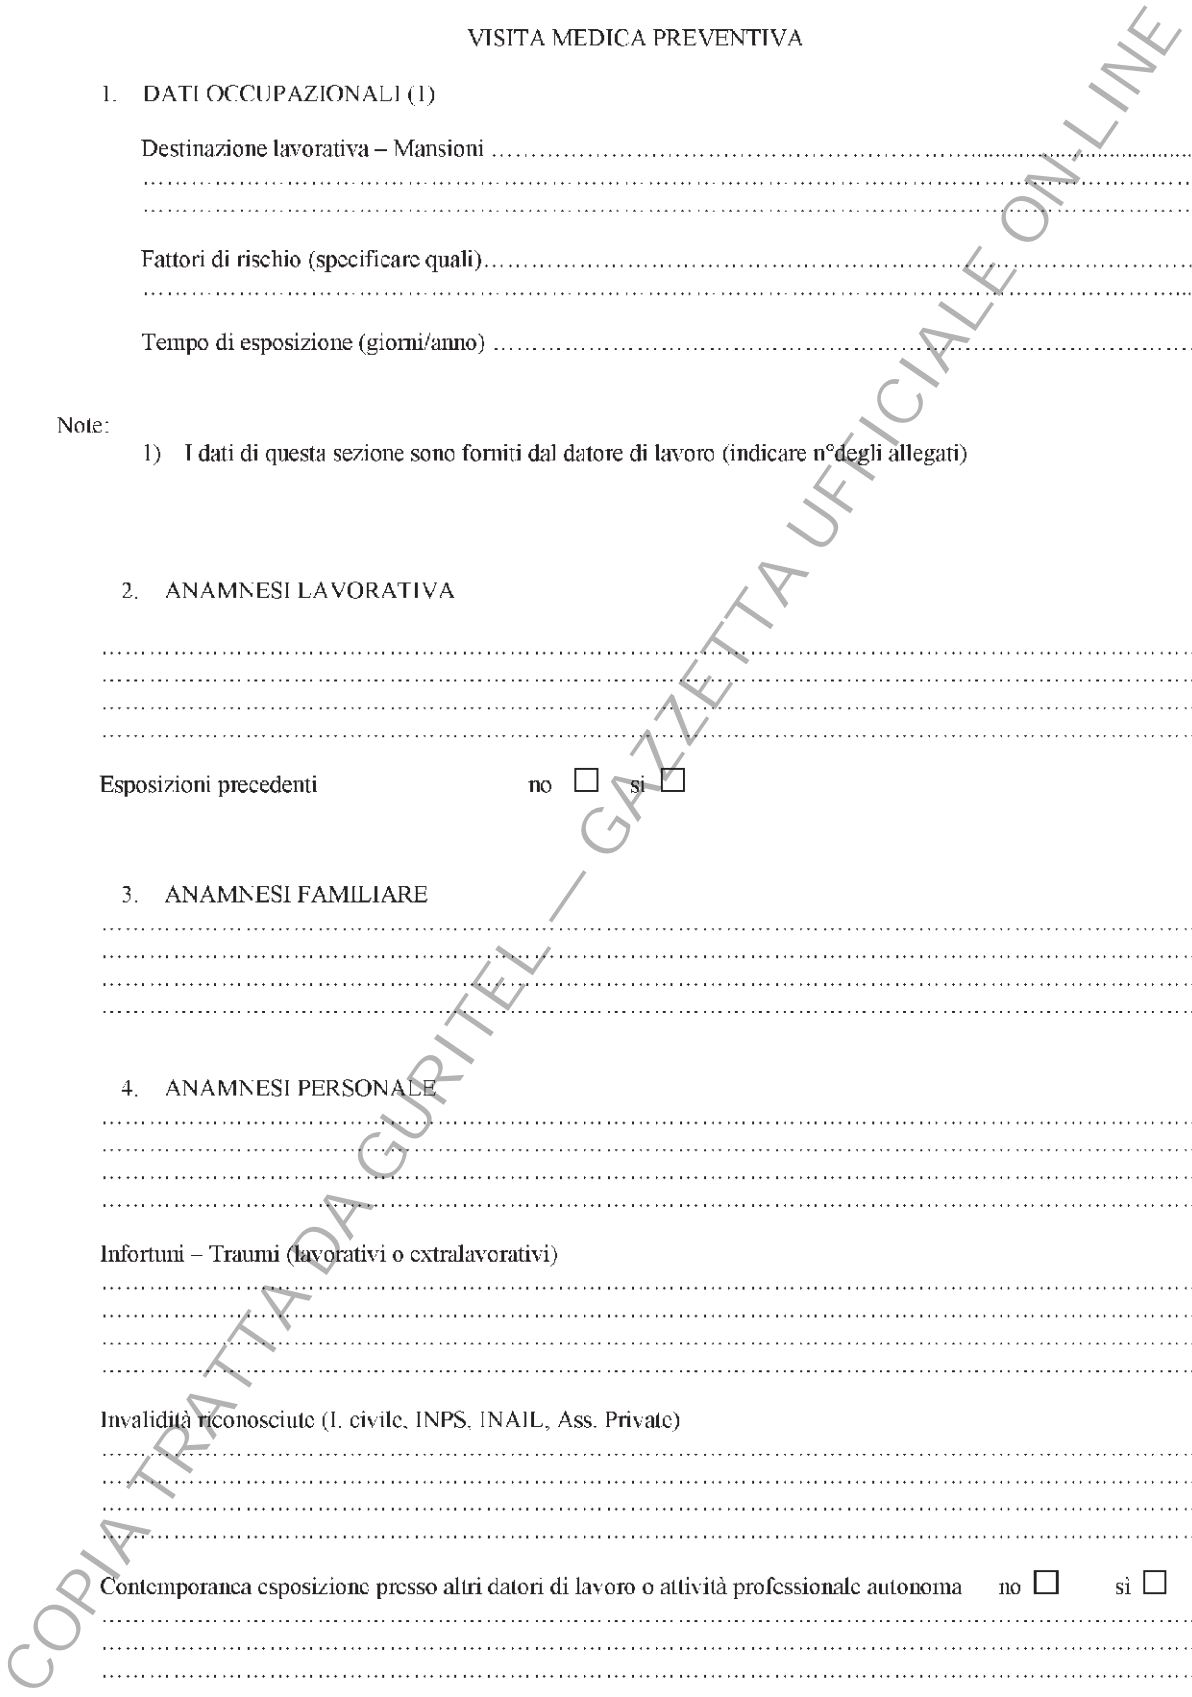 VISITA MEDICA PREVENTIVA
1. DATI OCCUPAZIONALI (1)
Destinazione lavorativa – Mansioni ……………………………………………………………………
……………………………………………………………………………………
……………………………………………………………………………………
Fattori di rischio (specificare quali)……………………………………………………………………
……………………………………………………………………………………
Tempo di esposizione (giorni/anno) ……………………………………………………………………
Note:
1) I dati di questa sezione sono forniti dal datore di lavoro (indicare n°degli allegati)
2. ANAMNESI LAVORATIVA
……………………………………………………………………………………
……………………………………………………………………………………
……………………………………………………………………………………
……………………………………………………………………………………
Esposizioni precedenti no □ si □
3. ANAMNESI FAMILIARE
……………………………………………………………………………………
……………………………………………………………………………………
……………………………………………………………………………………
……………………………………………………………………………………
4. ANAMNESI PERSONALE
……………………………………………………………………………………
……………………………………………………………………………………
……………………………………………………………………………………
……………………………………………………………………………………
Infortuni – Traumi (lavorativi o extralavorativi)
……………………………………………………………………………………
……………………………………………………………………………………
……………………………………………………………………………………
……………………………………………………………………………………
Invalidità riconosciute (I. civile, INPS, INAIL, Ass. Private)
……………………………………………………………………………………
……………………………………………………………………………………
……………………………………………………………………………………
……………………………………………………………………………………
Contemporanea esposizione presso altri datori di lavoro o attività professionale autonoma no □ sì □
……………………………………………………………………………………
……………………………………………………………………………………
……………………………………………………………………………………
COPIA TRATTA DA GURITEL — GAZZETTA UFFICIALE ON-LINE